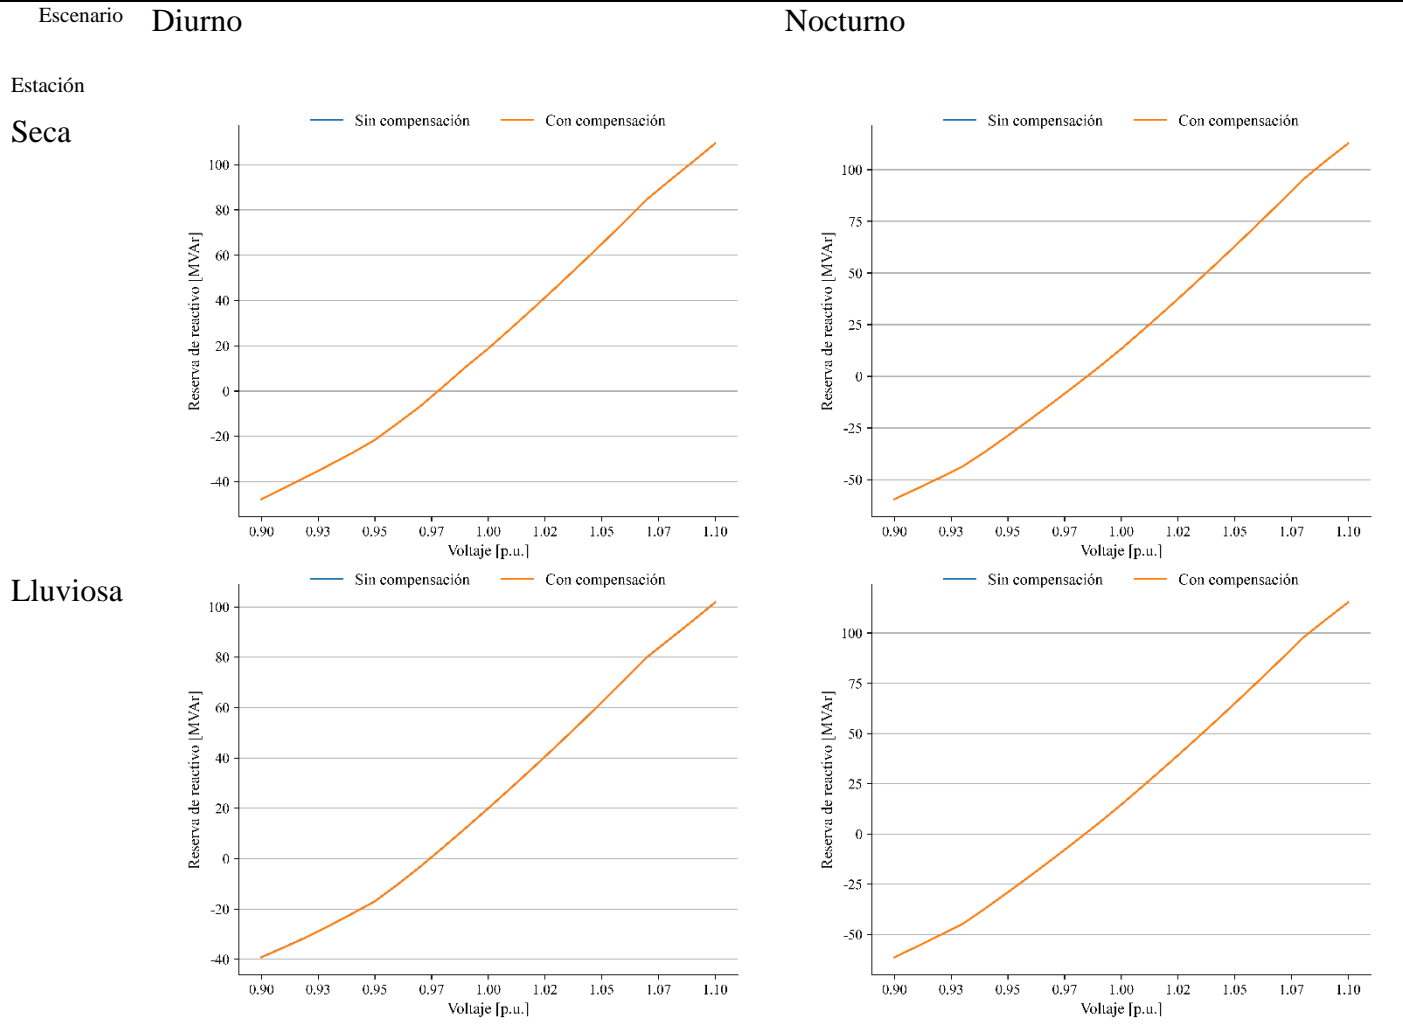 Escenario Diurno Nocturno
Estación
Seca
Sin compensación Con compensación
100
80
60
40
20
0
-20
-40
Reserva de reactivo [MVAr]
0.90 0.93 0.95 0.97 1.00 1.02 1.05 1.07 1.10
Voltaje [p.u.]
Sin compensación Con compensación
100
75
50
25
0
-25
-50
Reserva de reactivo [MVAr]
0.90 0.93 0.95 0.97 1.00 1.02 1.05 1.07 1.10
Voltaje [p.u.]
Lluviosa
Sin compensación Con compensación
100
80
60
40
20
0
-20
-40
Reserva de reactivo [MVAr]
0.90 0.93 0.95 0.97 1.00 1.02 1.05 1.07 1.10
Voltaje [p.u.]
Sin compensación Con compensación
100
75
50
25
0
-25
-50
Reserva de reactivo [MVAr]
0.90 0.93 0.95 0.97 1.00 1.02 1.05 1.07 1.10
Voltaje [p.u.]